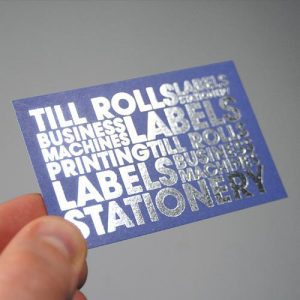 TILL ROLLS LABELS
STATIONERY
BUSINESS LABELS
MACHINES
PRINTING TILL ROLLS
LABELS BUSINESS
MACHINES
STATIONERY